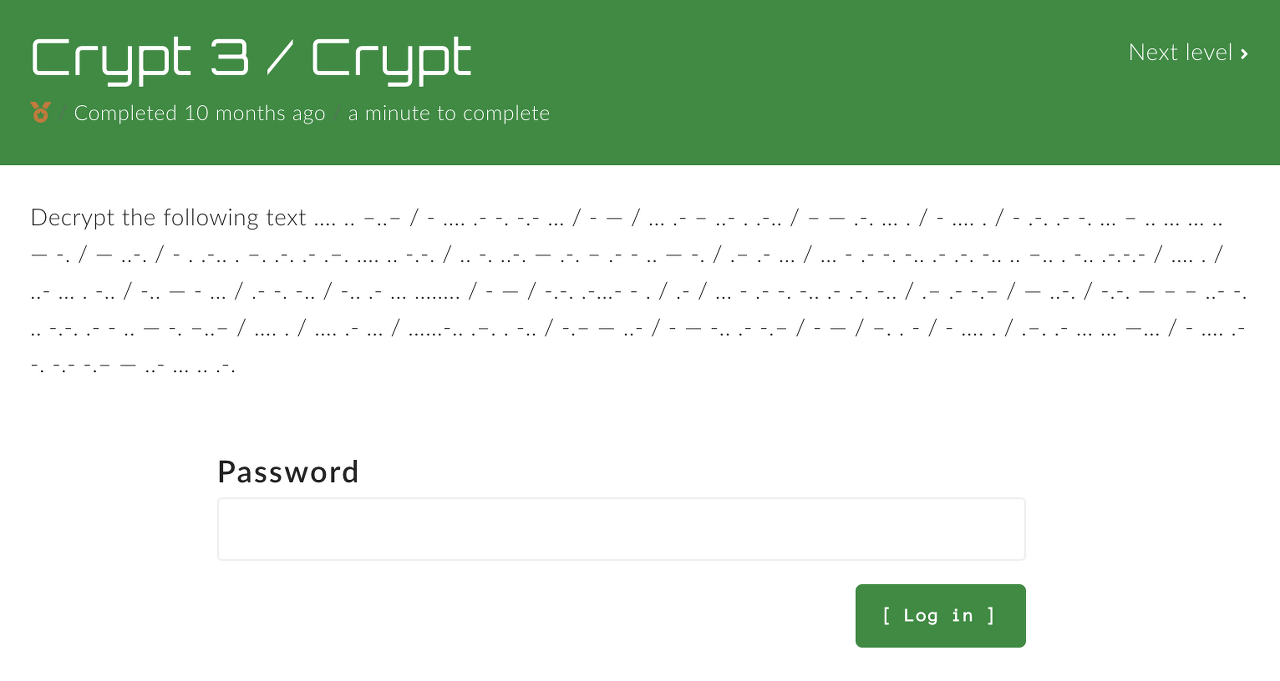 Crypt 3 / Crypt
Next level
Completed 10 months ago / a minute to complete
Decrypt the following text .... .. –..– / - .... .- -. -.- ... / - — / ... .- – ..- . .-.. / – — .-. ... . / - .... . / - .-. .- -. ... – .. ... ... ..
— -. / — ..-. / - . .-.. . –. .-. .- .–. .... .. -.-. / .. -. ..-. — .-. – .- - .. — -. / .– .- ... / ... - .- -. -.. .- .-. -.. .. –.. . -.. .-.-.- / .... . /
..- ... . -.. / -.. — - ... / .- -. -.. / -.. .- ... ........ / - — / -.-. .-...- - . / .- / ... - .- -. -.. .- .-. -.. / .– .- -.– / — ..-. / -.-. — – – ..- -.
.. -.-. .- - .. — -. –..– / .... . / .... .- ... / ......-.. .–. . -.. / -.– — ..- / - — -.. .- -.– / - — / –. . - / - .... . / .–. .- ... ... —... / - .... .-
-. -.- -.– — ..- ... .. .-.
Password
[ Log in ]